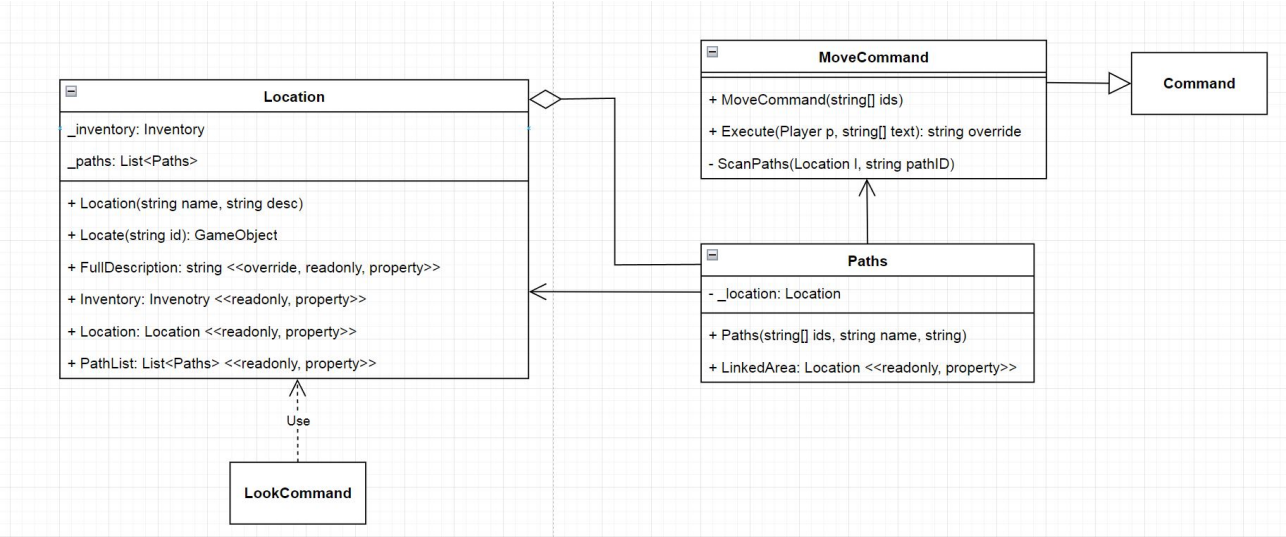 Location
_inventory: Inventory
_paths: List<Paths>
+ Location(string name, string desc)
+ Locate(string id): GameObject
+ FullDescription: string <<override, readonly, property>>
+ Inventory: Invenotry <<readonly, property>>
+ Location: Location <<readonly, property>>
+ PathList: List<Paths> <<readonly, property>>
Use
LookCommand
MoveCommand
+ MoveCommand(string[] ids)
+ Execute(Player p, string[] text): string override
- ScanPaths(Location l, string pathID)
Command
Paths
- _location: Location
+ Paths(string[] ids, string name, string)
+ LinkedArea: Location <<readonly, property>>